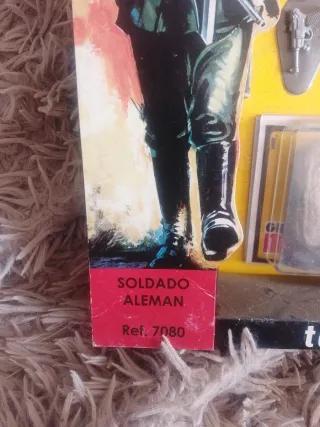 SOLDADO
ALEMAN
Ref. 7080